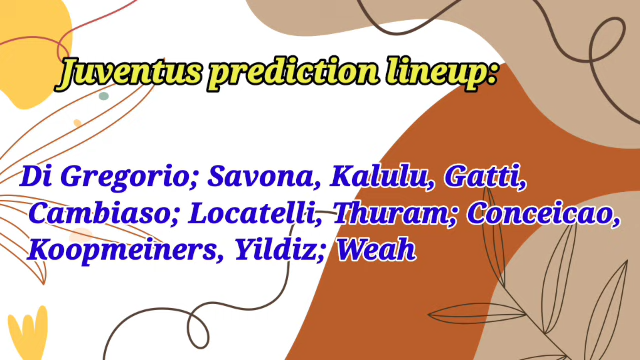 Juventus prediction lineup:
Di Gregorio; Savona, Kalulu, Gatti,
Cambiaso; Locatelli, Thuram; Conceicao,
Koopmeiners, Yildiz; Weah